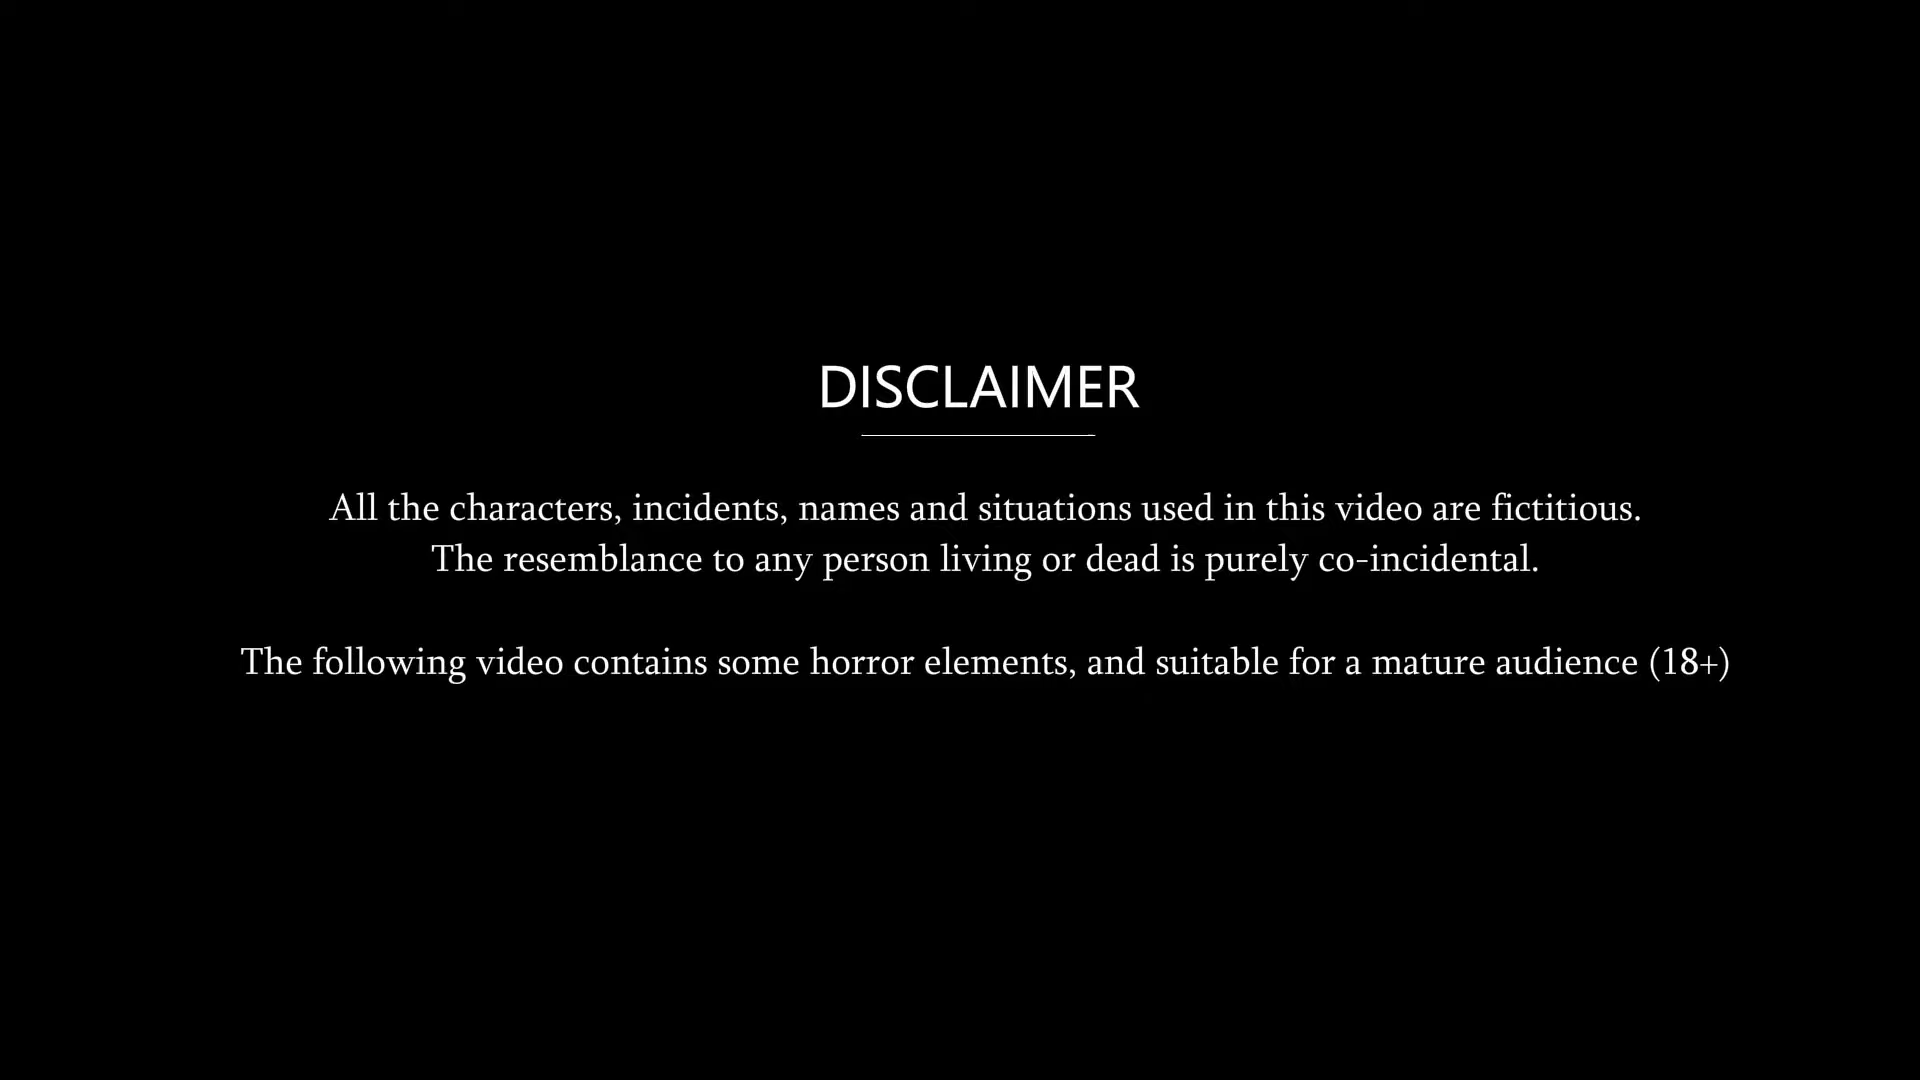 DISCLAIMER
All the characters, incidents, names and situations used in this video are fictitious.
The resemblance to any person living or dead is purely co-incidental.
The following video contains some horror elements, and suitable for a mature audience (18+)